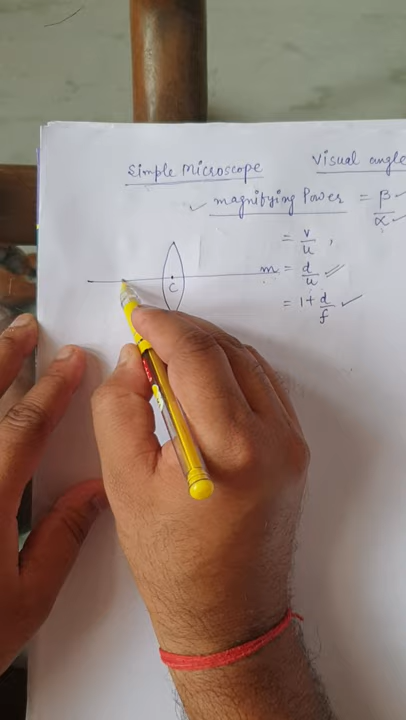 Simple Microscope
Visual angle
✓ magnifying Power = β/α ✓
= v/u ,
m = d/u ✓
= 1+ d/f ✓
C